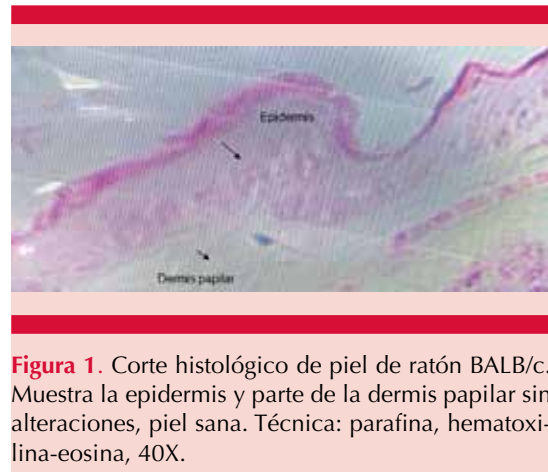 Epidermis
Dermis papilar
Figura 1. Corte histológico de piel de ratón BALB/c.
Muestra la epidermis y parte de la dermis papilar sin
alteraciones, piel sana. Técnica: parafina, hematoxi-
lina-eosina, 40X.